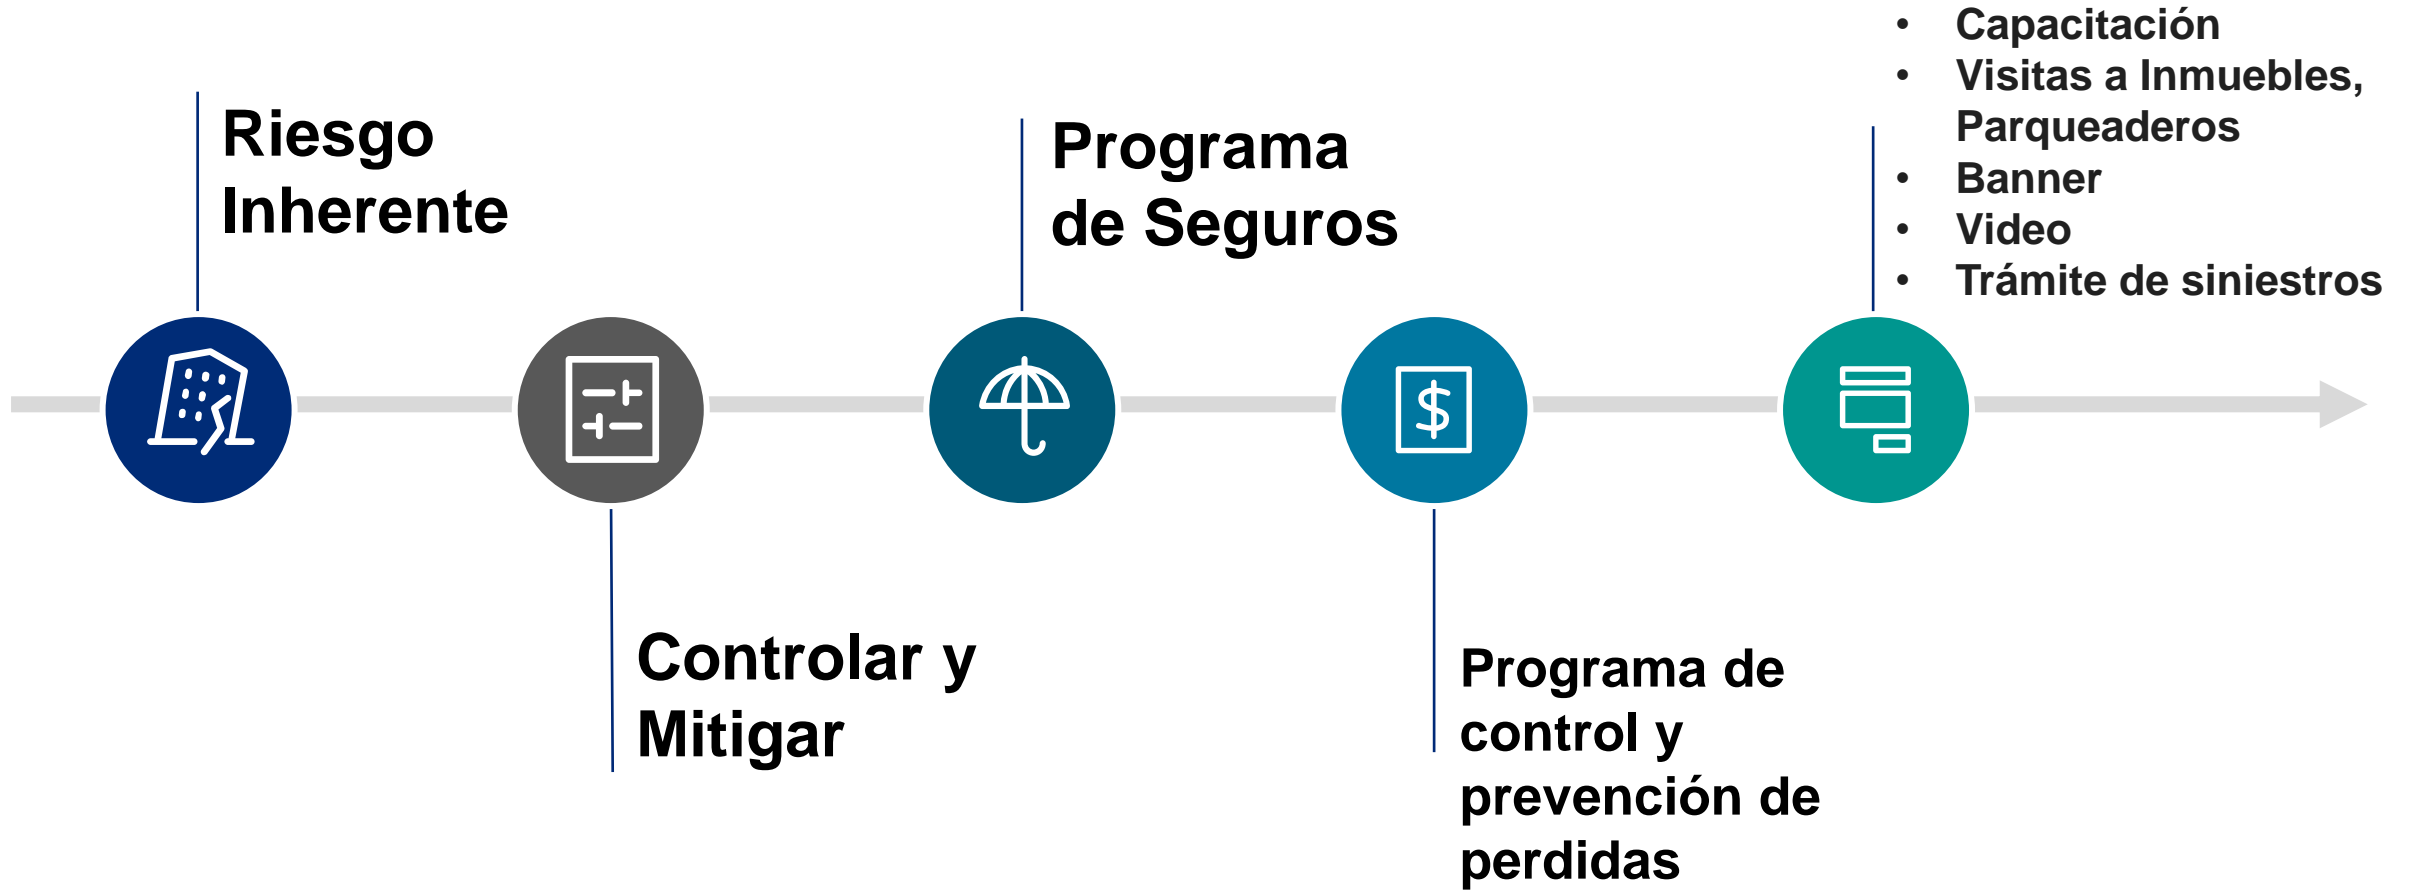 Riesgo
Inherente
Controlar y
Mitigar
Programa
de Seguros
$
Programa de
control y
prevención de
perdidas
• Capacitación
• Visitas a Inmuebles,
Parqueaderos
• Banner
• Video
• Trámite de siniestros